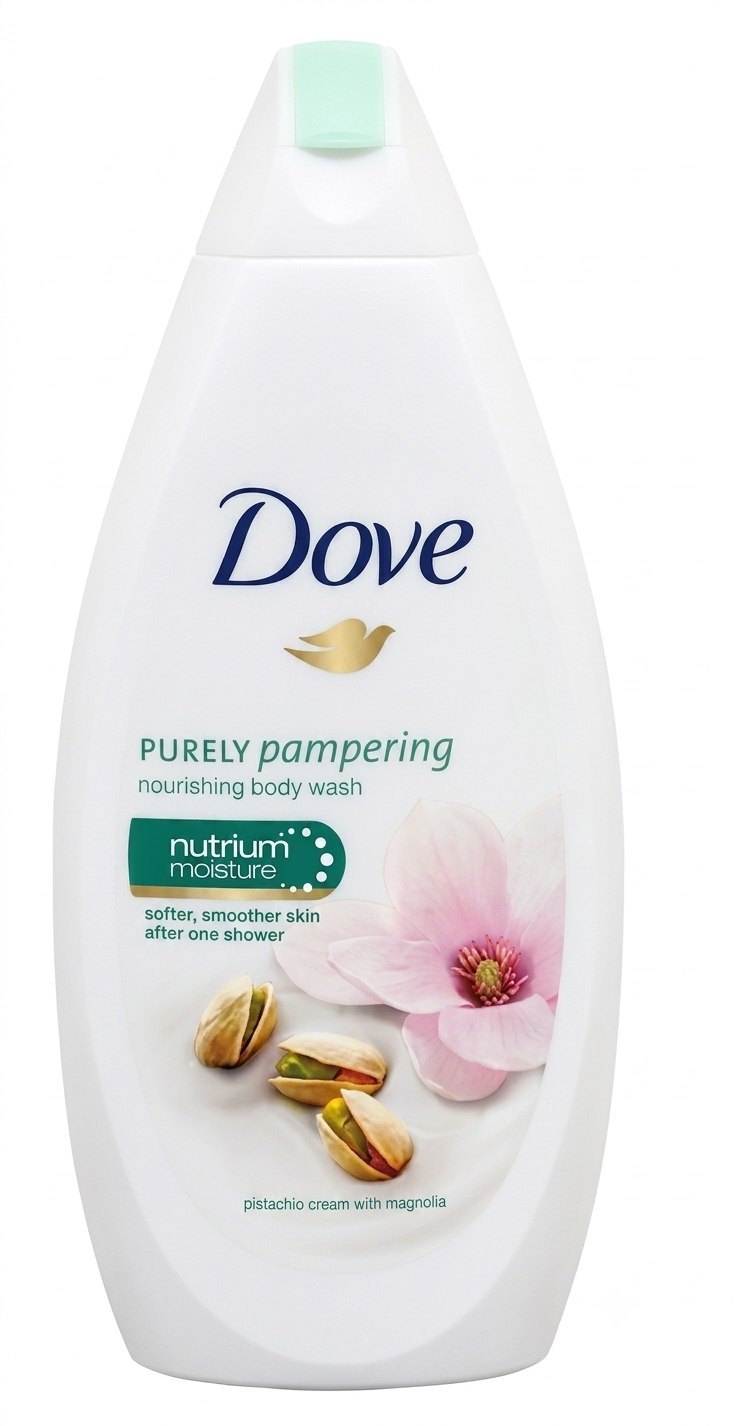 Dove
PURELY pampering
nourishing body wash
nutrium
moisture
softer, smoother skin
after one shower
pistachio cream with magnolia